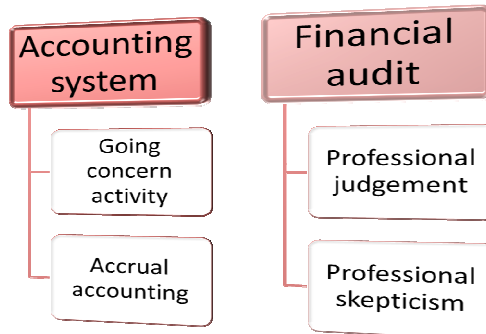 Accounting
system
Going
concern
activity
Accrual
accounting
Financial
audit
Professional
judgement
Professional
skepticism